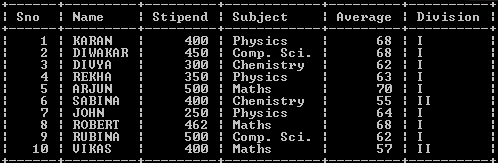 Sno | Name | Stipend | Subject | Average | Division
1 | KARAN | 400 | Physics | 68 | I
2 | DIWAKAR | 450 | Comp. Sci. | 68 | I
3 | DIVYA | 300 | Chemistry | 62 | I
4 | REKHA | 350 | Physics | 63 | I
5 | ARJUN | 500 | Maths | 70 | I
6 | SABINA | 400 | Chemistry | 55 | II
7 | JOHN | 250 | Physics | 64 | I
8 | ROBERT | 462 | Maths | 68 | I
9 | RUBINA | 500 | Comp. Sci. | 62 | I
10 | VIKAS | 400 | Maths | 57 | II